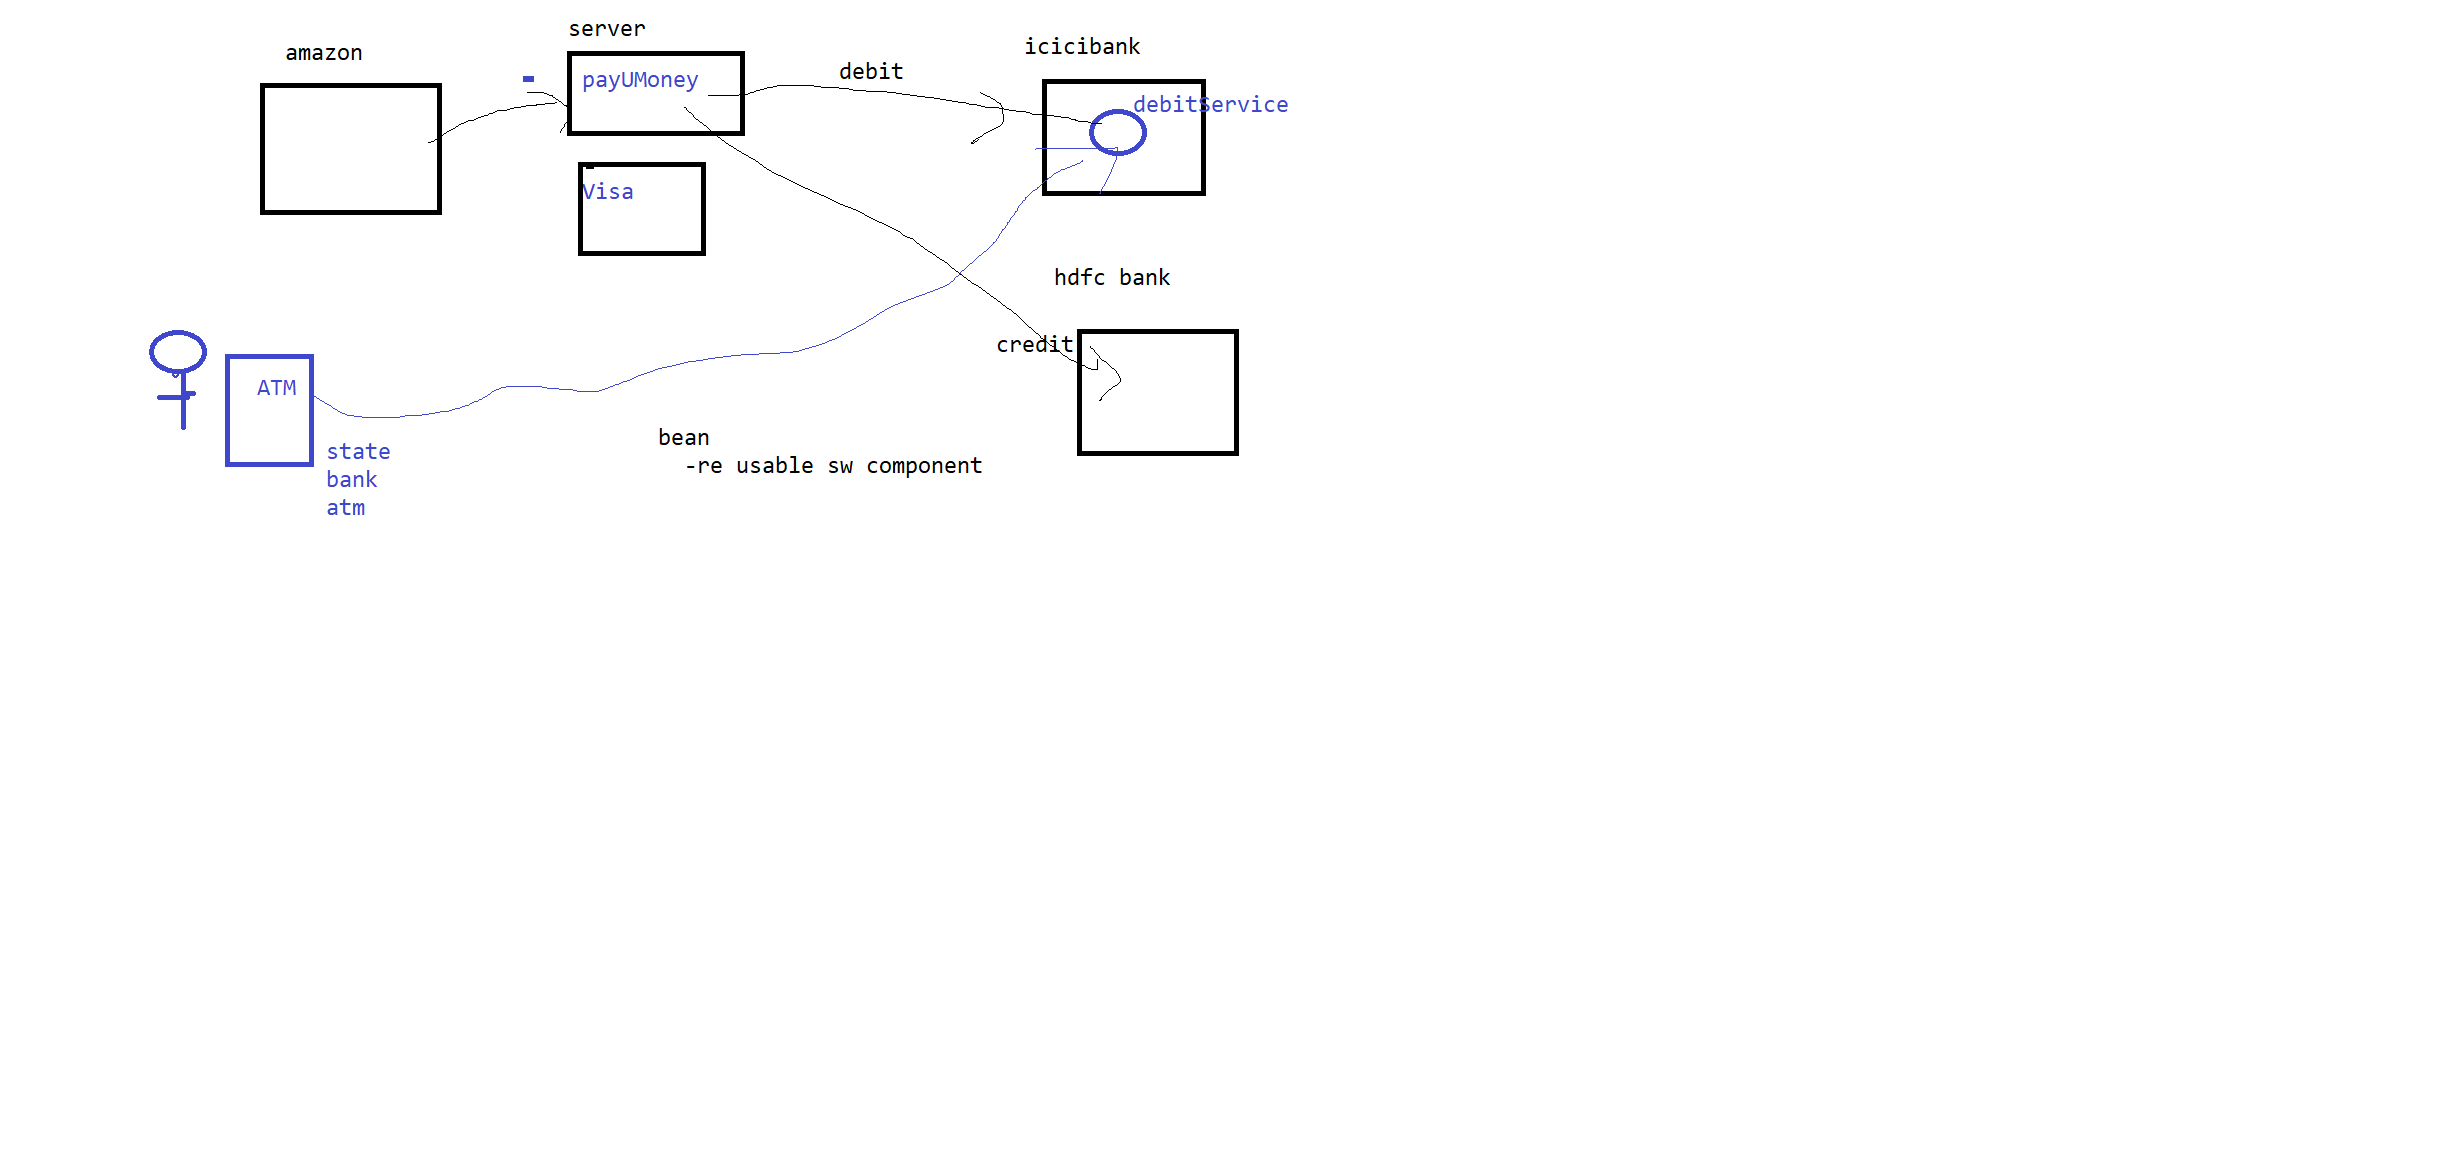 server
amazon
icicibank
payUMoney
debit
debitService
Visa
hdfc bank
credit
ATM
bean
-re usable sw component
state
bank
atm